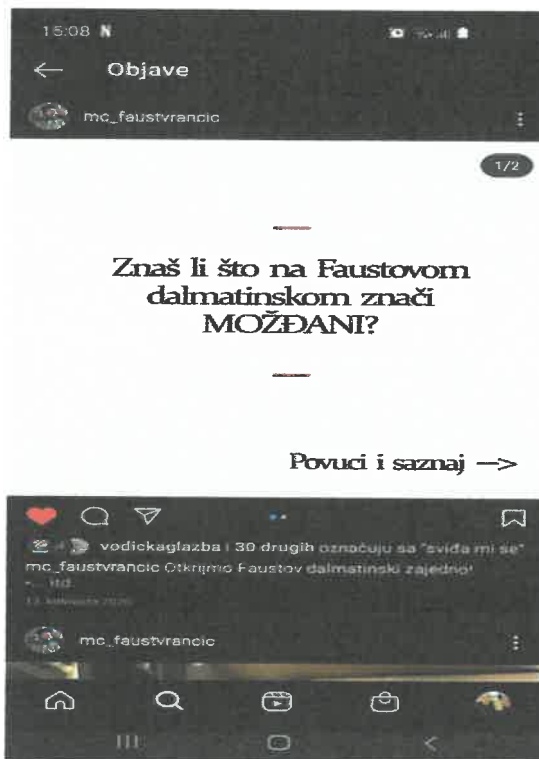 15:08 N
← Objave
mc_faustvrancic
1/2
Znaš li što na Faustovom
dalmatinskom znači
MOŽĐANI?
Povuci i saznaj -->
vodickaglazba i 30 drugih označuju sa "sviđa mi se"
mc_faustvrancic Otkrijmo Faustov dalmatinski zajedno!
mc_faustvrancic